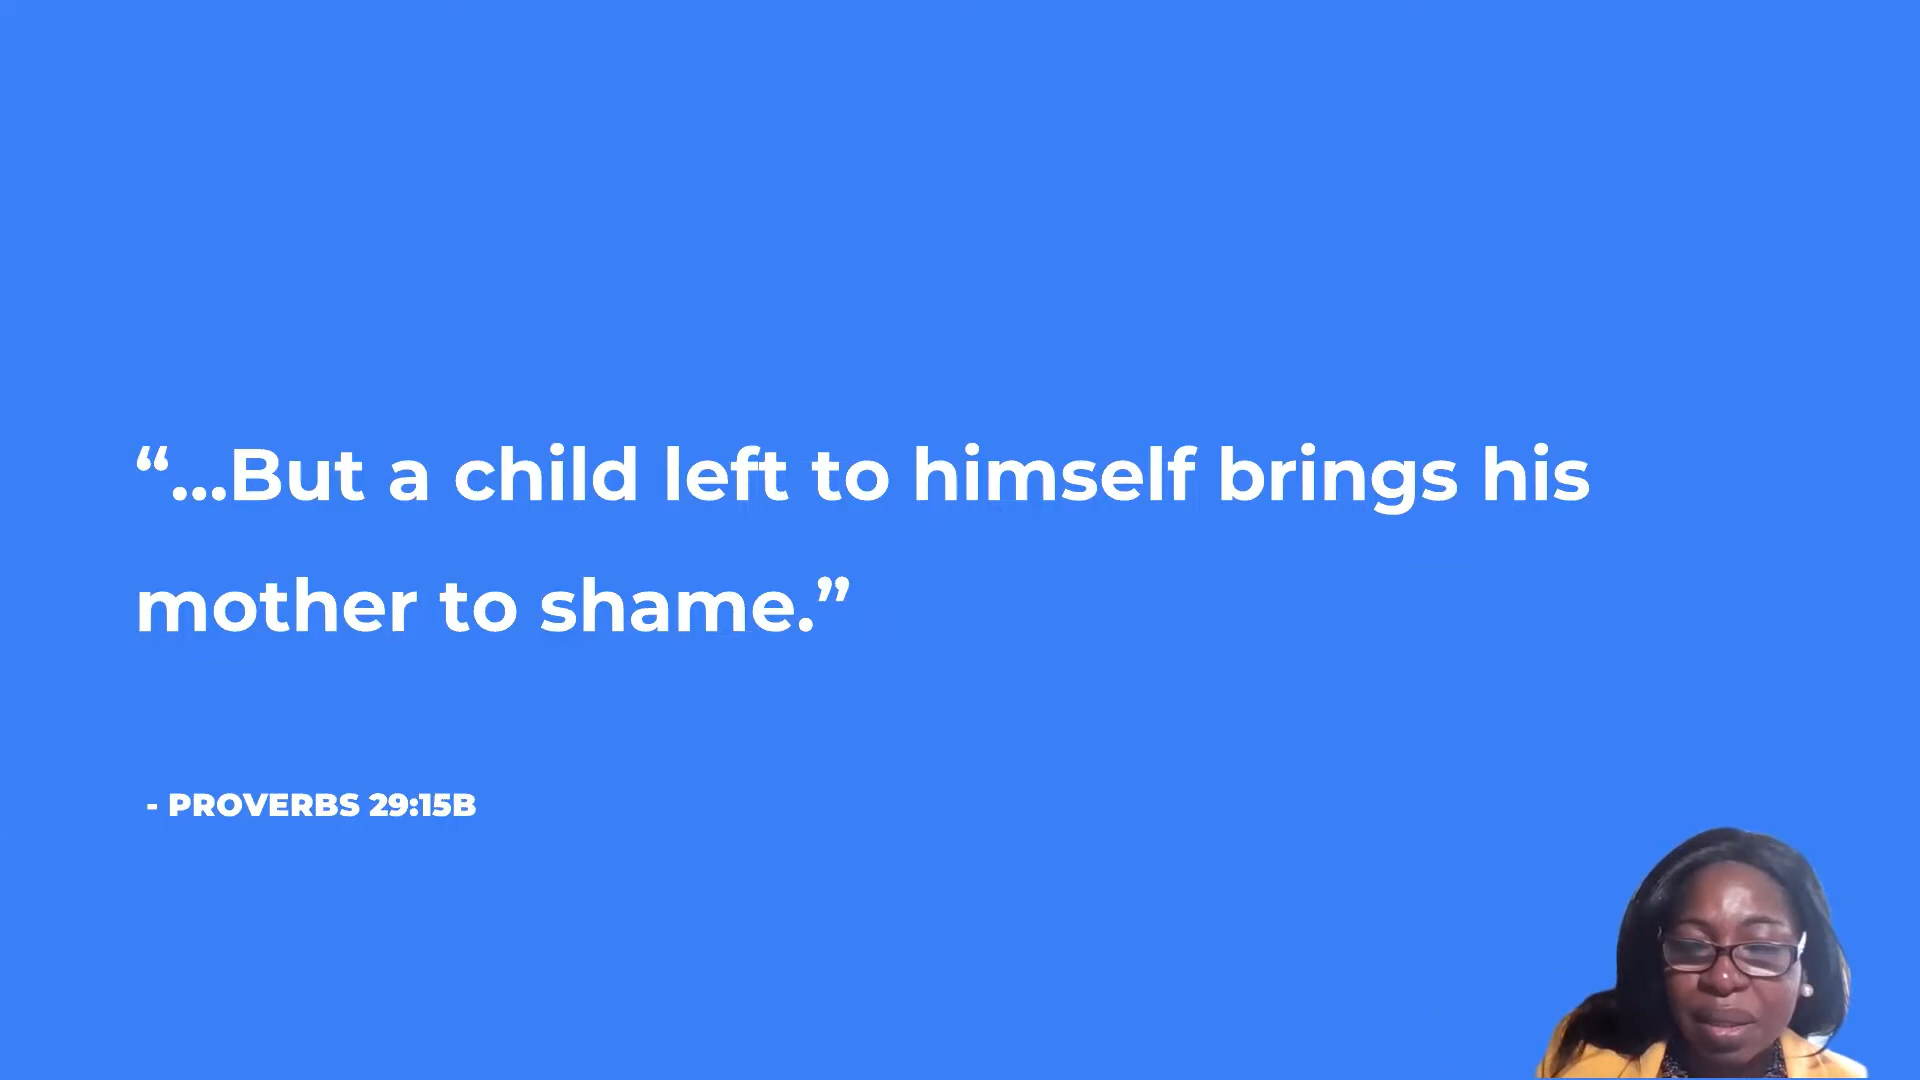 “...But a child left to himself brings his
mother to shame.”
- PROVERBS 29:15B